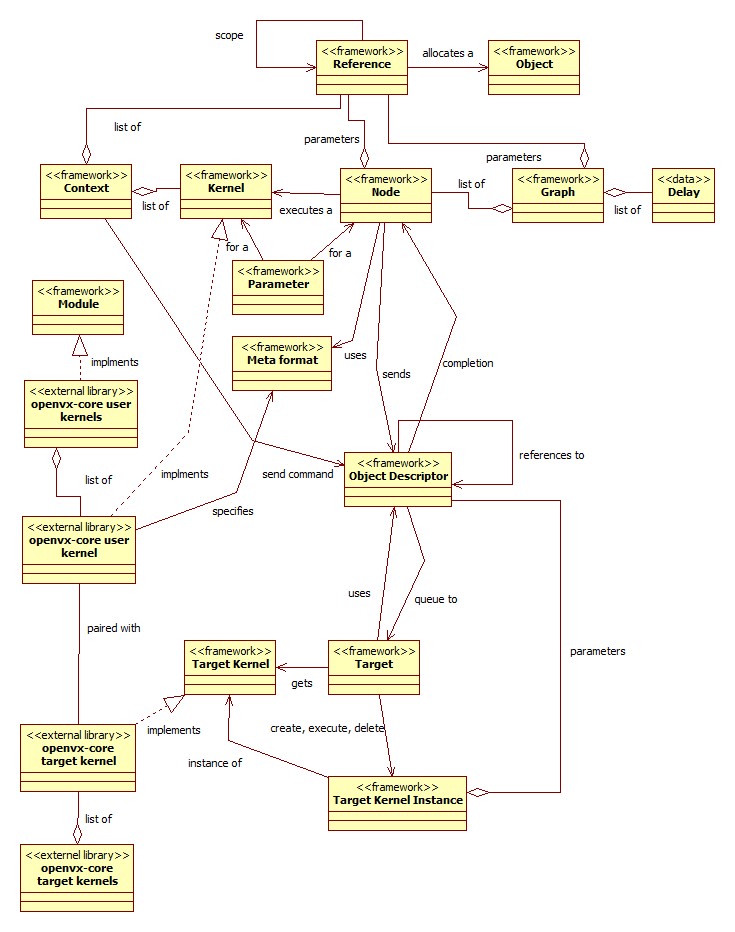 scope
<<framework>>
Reference
allocates a
<<framework>>
Object
list of
parameters
parameters
<<framework>>
Context
list of
<<framework>>
Kernel
executes a
<<framework>>
Node
list of
<<framework>>
Graph
list of
<<data>>
Delay
for a
for a
<<framework>>
Parameter
<<framework>>
Module
implments
<<framework>>
Meta format
uses
sends
completion
<<external library>>
openvx-core user
kernels
list of
implments
specifies
send command
<<framework>>
Object Descriptor
references to
<<external library>>
openvx-core user
kernel
uses
queue to
paired with
parameters
<<framework>>
Target Kernel
gets
<<framework>>
Target
implements
create, execute, delete
instance of
<<external library>>
openvx-core
target kernel
<<framework>>
Target Kernel Instance
list of
<<externel library>>
openvx-core
target kernels